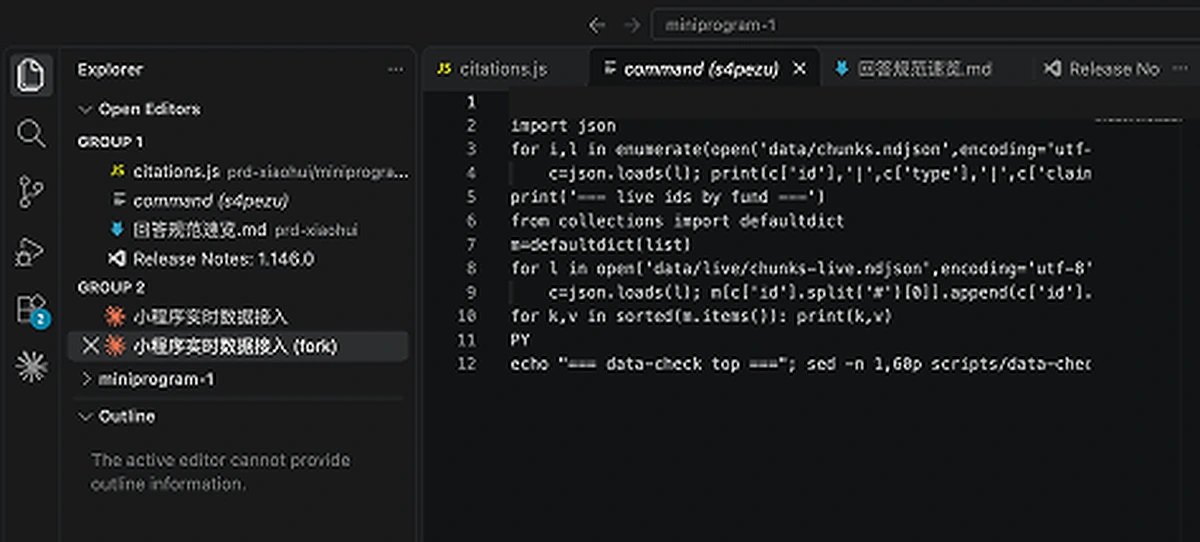 miniprogram-1
Explorer
citations.js
command (s4pezu)
回答规范速览.md
Release No
Open Editors
GROUP 1
citations.js prd-xiaohui/miniprogra...
command (s4pezu)
回答规范速览.md prd-xiaohui
Release Notes: 1.146.0
GROUP 2
小程序实时数据接入
小程序实时数据接入 (fork)
miniprogram-1
Outline
The active editor cannot provide
outline information.
2
1
2 import json
3 for i,l in enumerate(open('data/chunks.ndjson',encoding='utf-
4 c=json.loads(l); print(c['id'],'|',c['type'],'|',c['claim
5 print('=== live ids by fund ===')
6 from collections import defaultdict
7 m=defaultdict(list)
8 for l in open('data/live/chunks-live.ndjson',encoding='utf-8'
9 c=json.loads(l); m[c['id'].split('#')[0]].append(c['id'].
10 for k,v in sorted(m.items()): print(k,v)
11 PY
12 echo "=== data-check top ==="; sed -n 1,60p scripts/data-chec